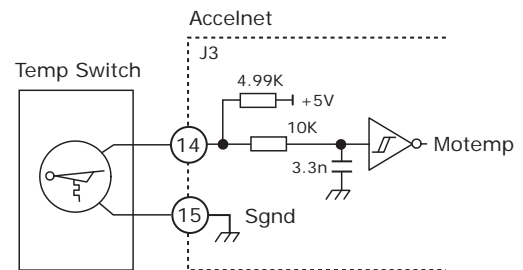 Accelnet
J3
Temp Switch
4.99K
+5V
14
10K
Motemp
3.3n
15
Sgnd